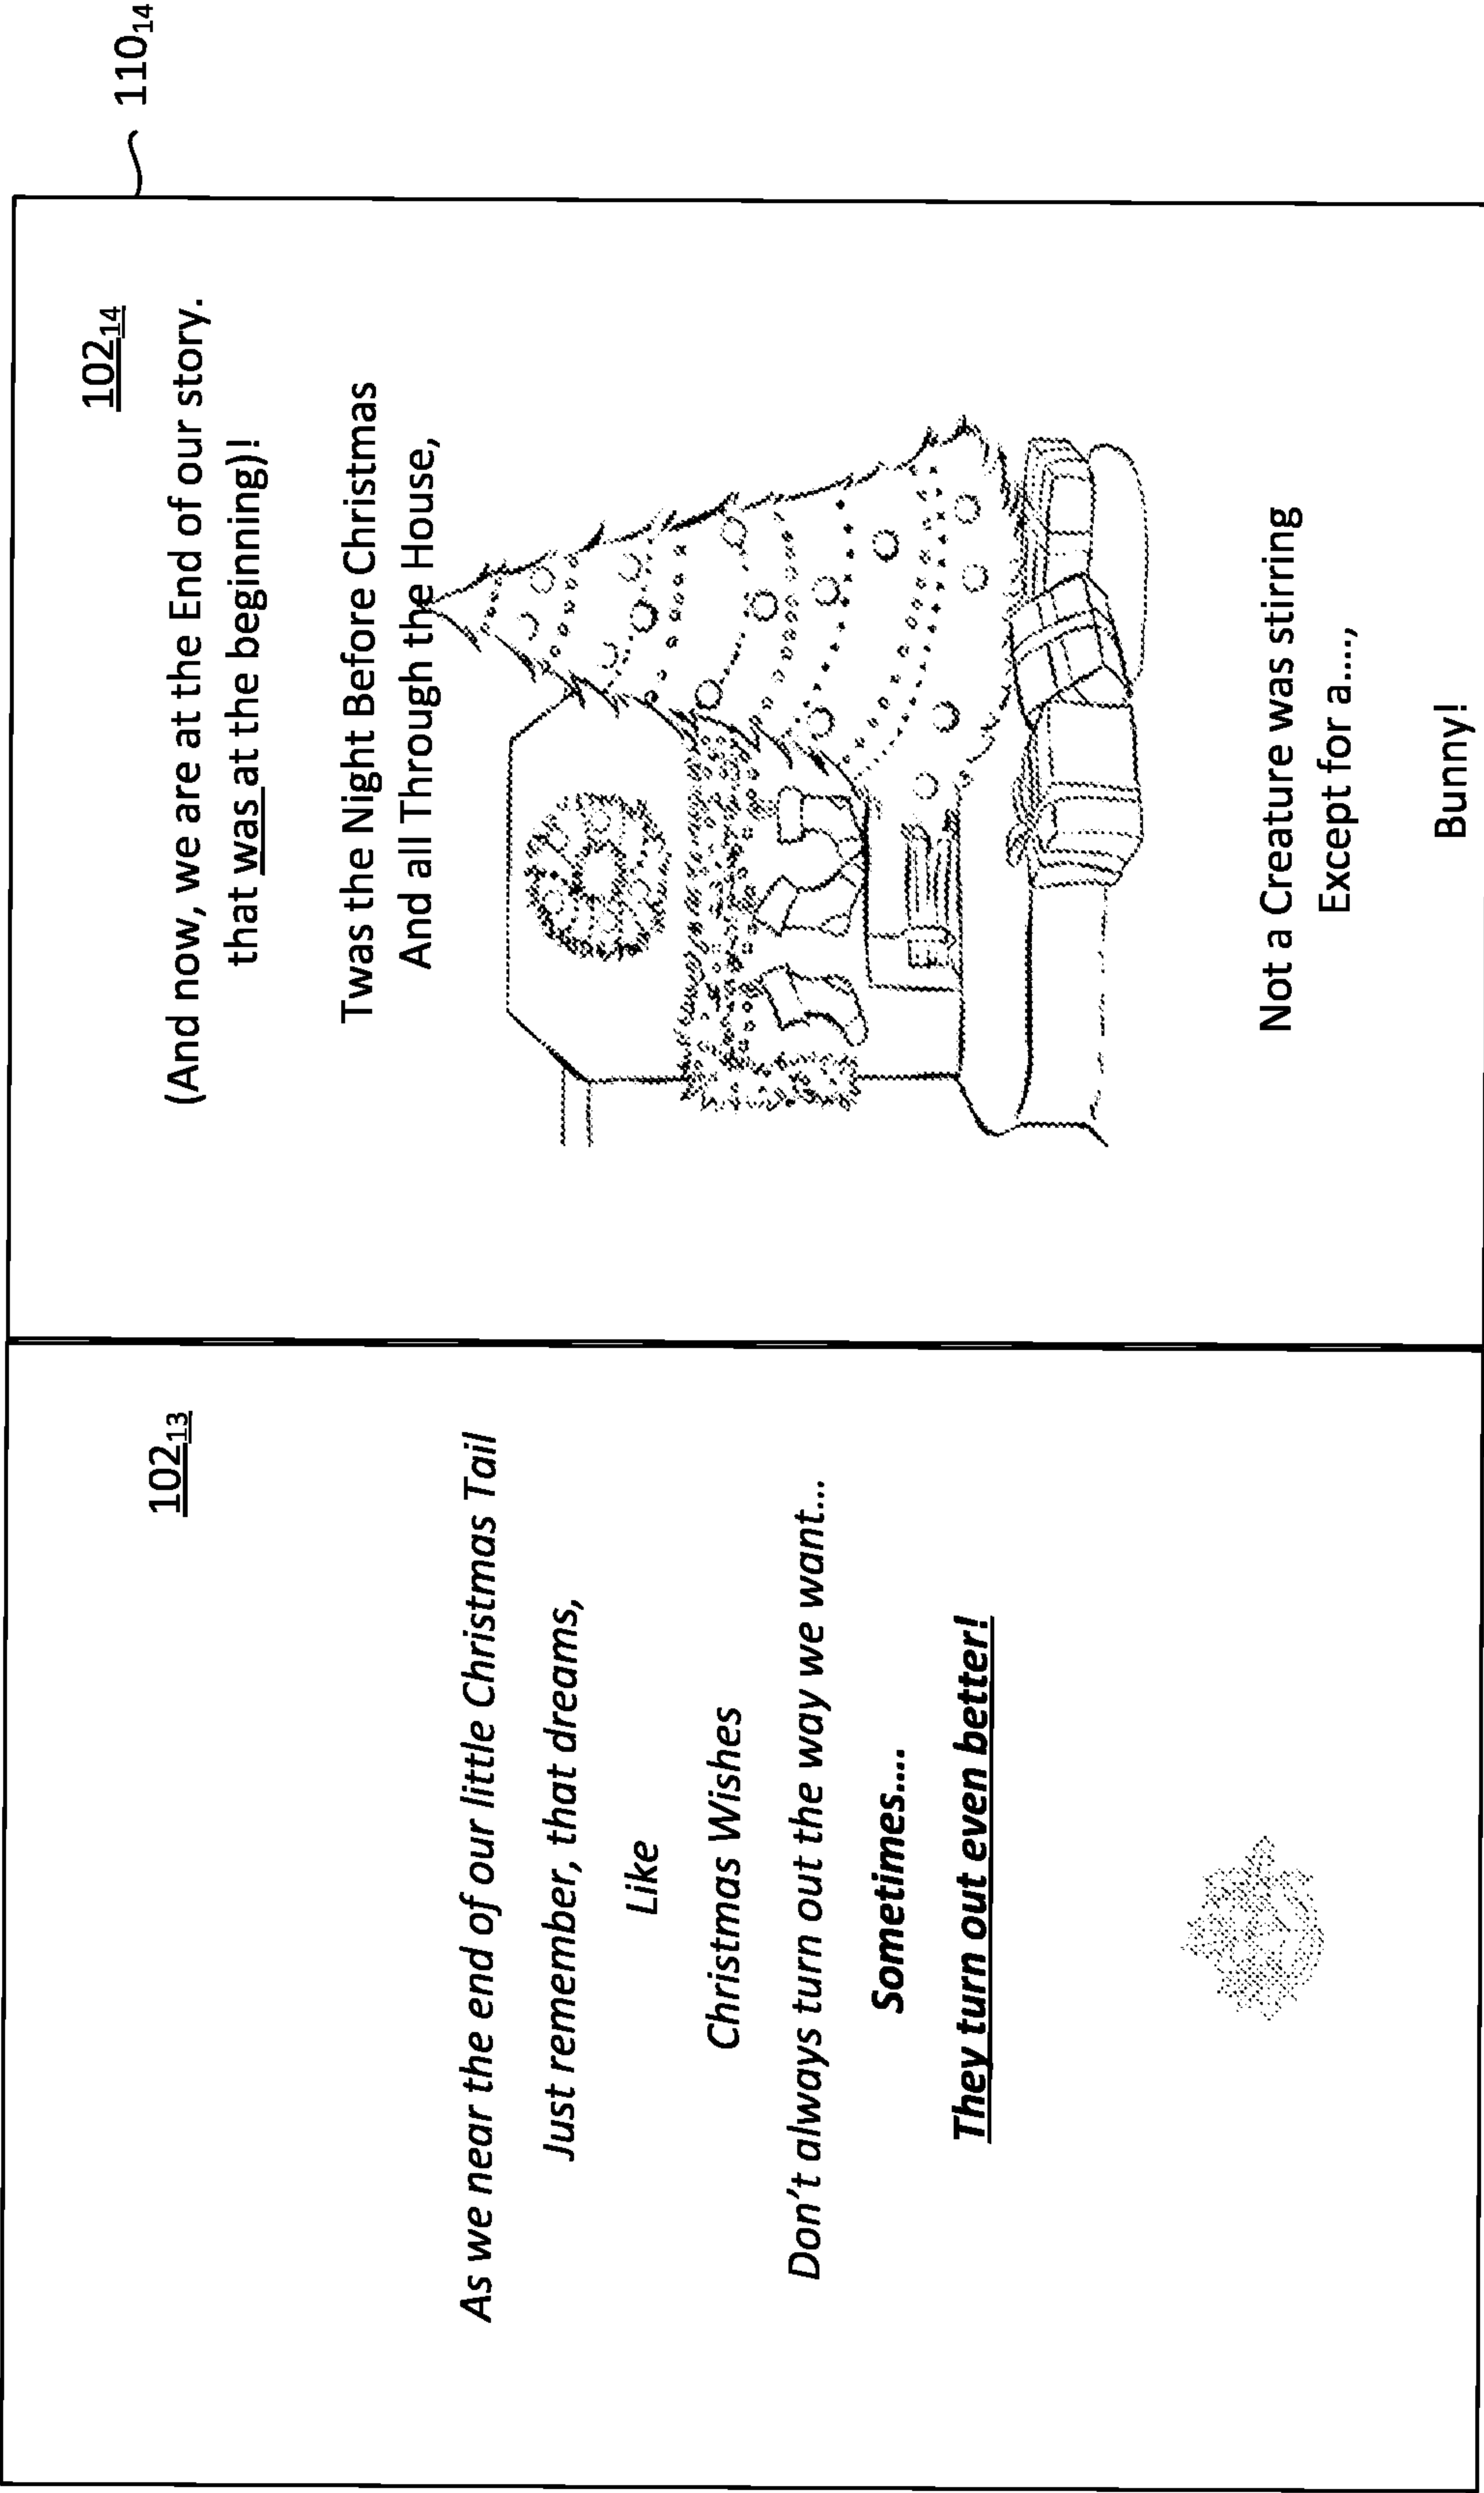 102₁₃
As we near the end of our little Christmas Tail
Just remember, that dreams,
Like
Christmas Wishes
Don't always turn out the way we want...
Sometimes....
They turn out even better!
110₁₄
102₁₄
(And now, we are at the End of our story.
that was at the beginning)!
Twas the Night Before Christmas
And all Through the House,
Not a Creature was stirring
Except for a....,
Bunny!